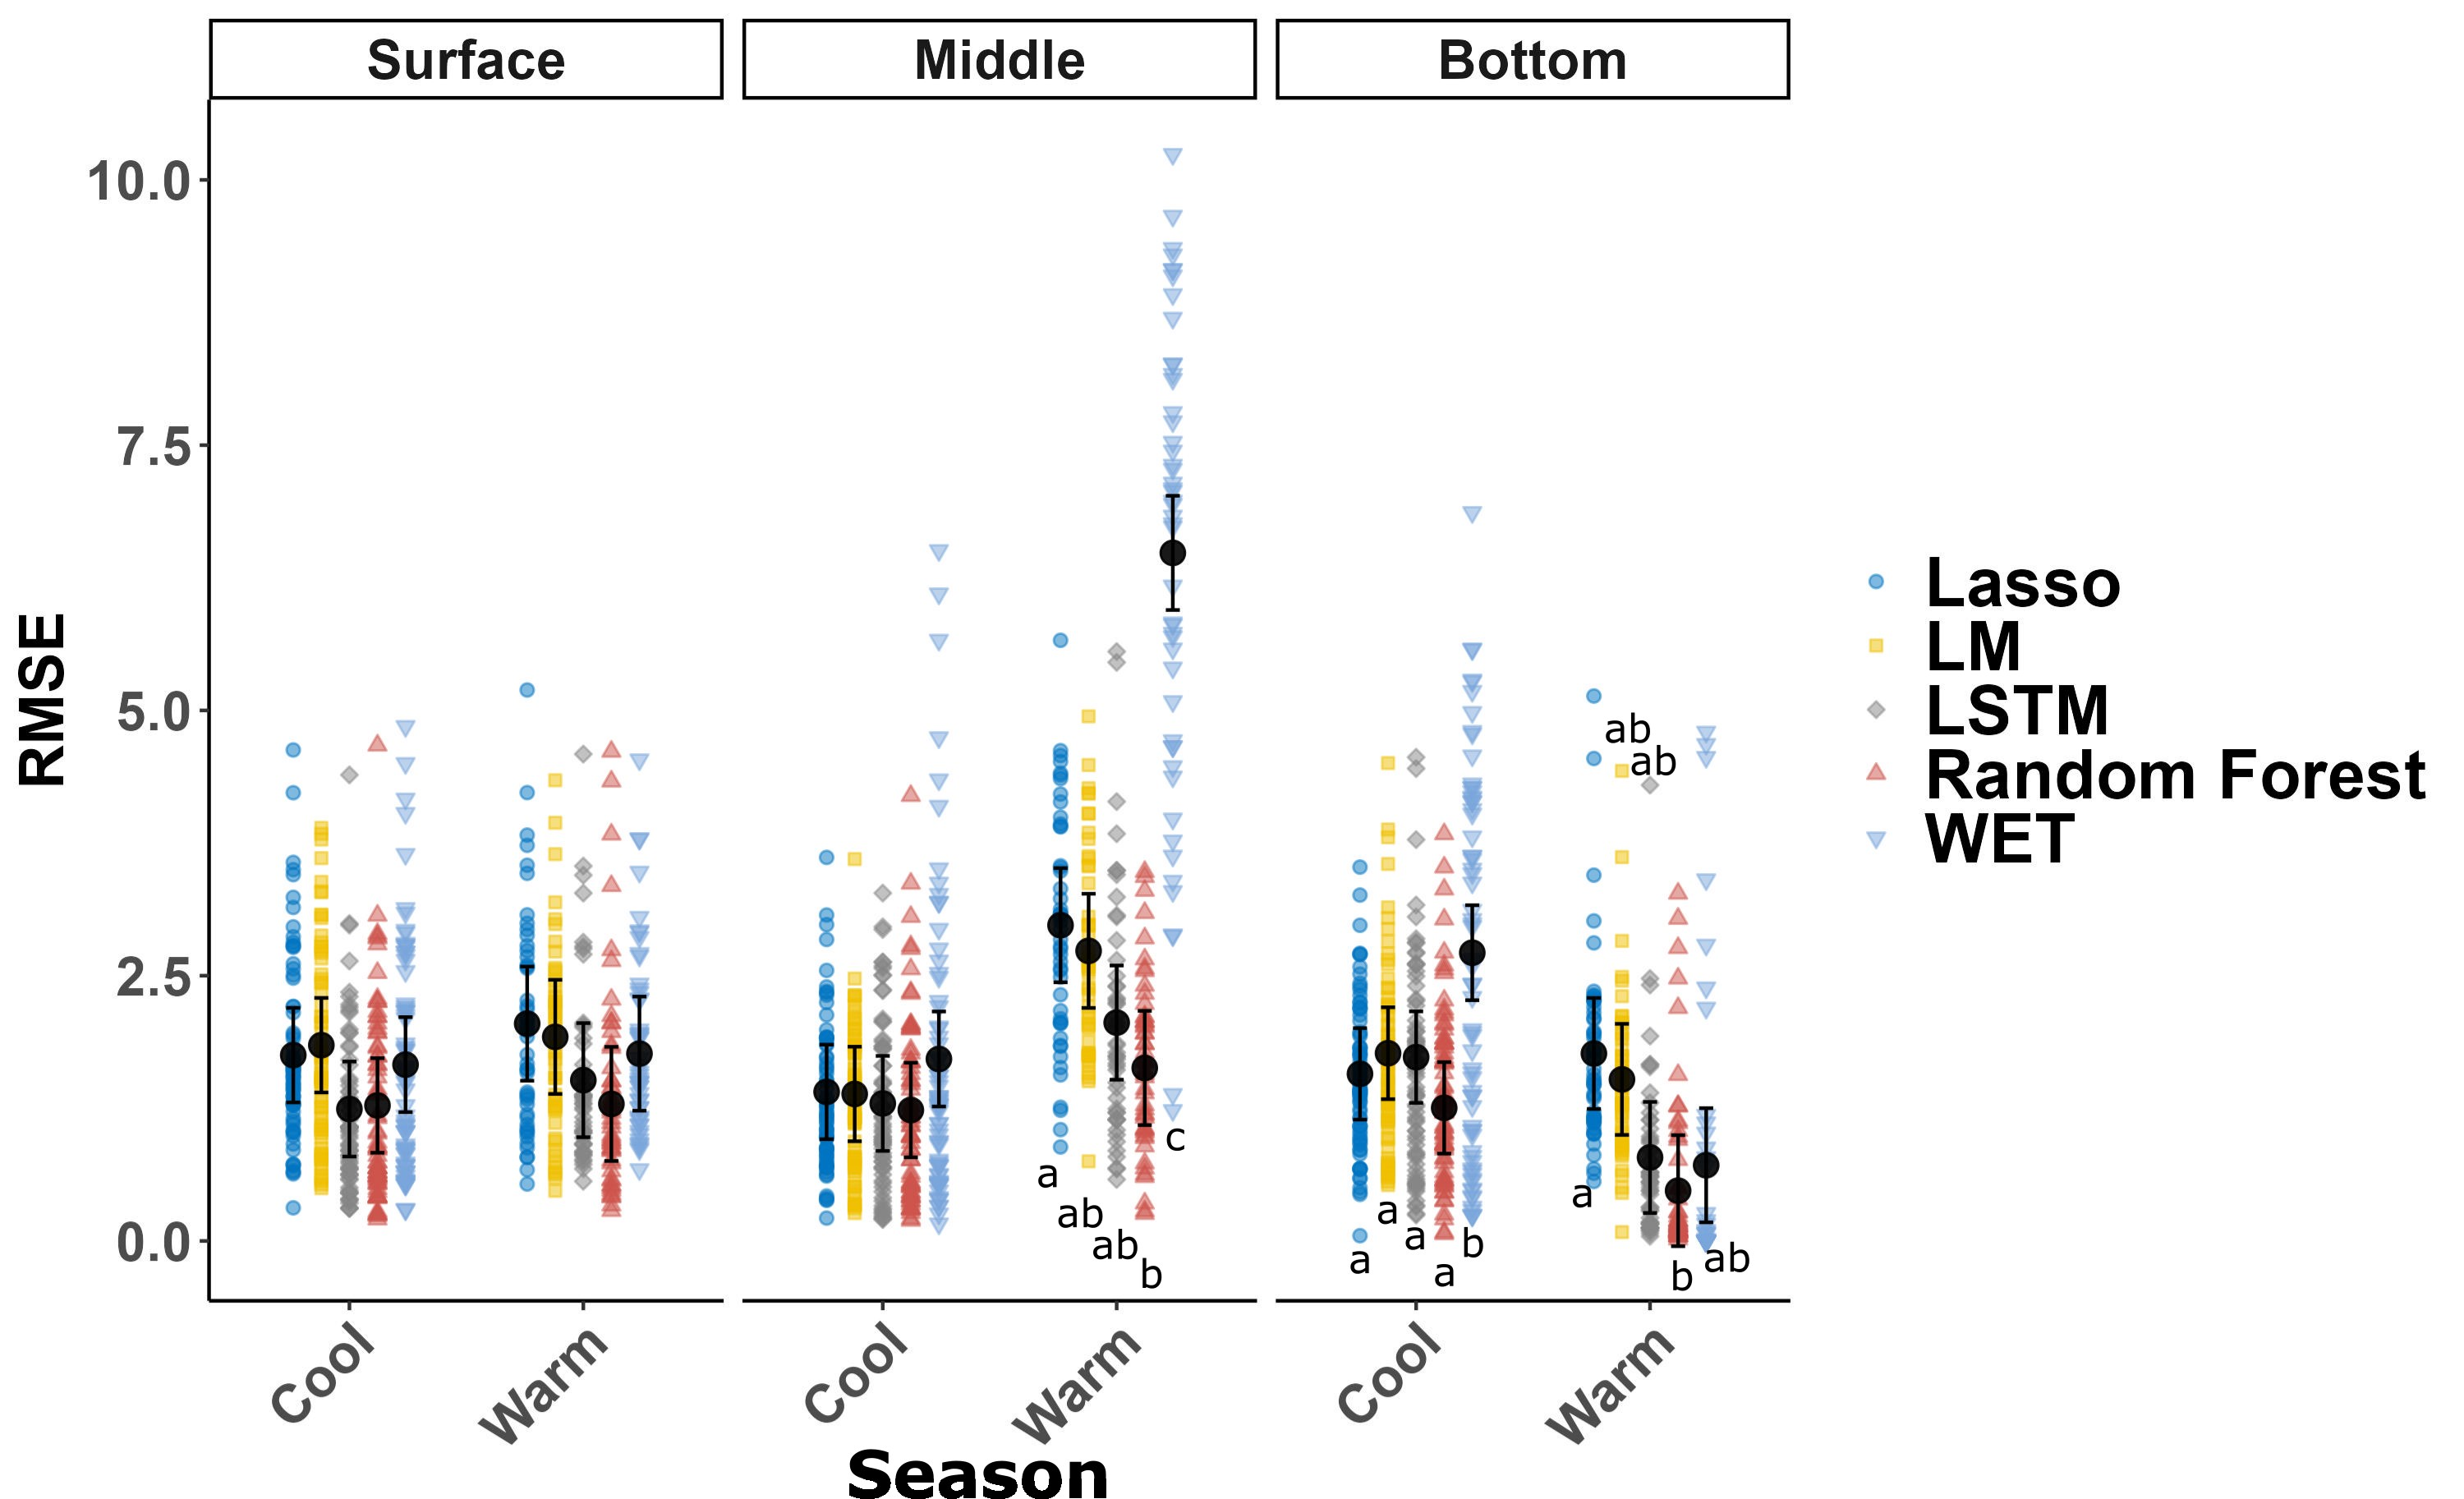 Surface
Middle
Bottom
RMSE
10.0
7.5
5.0
2.5
0.0
Lasso
LM
LSTM
Random Forest
WET
a
ab
ab
b
c
a
a
a
a
b
a
ab
ab
b
ab
Cool
Warm
Cool
Warm
Cool
Warm
Season